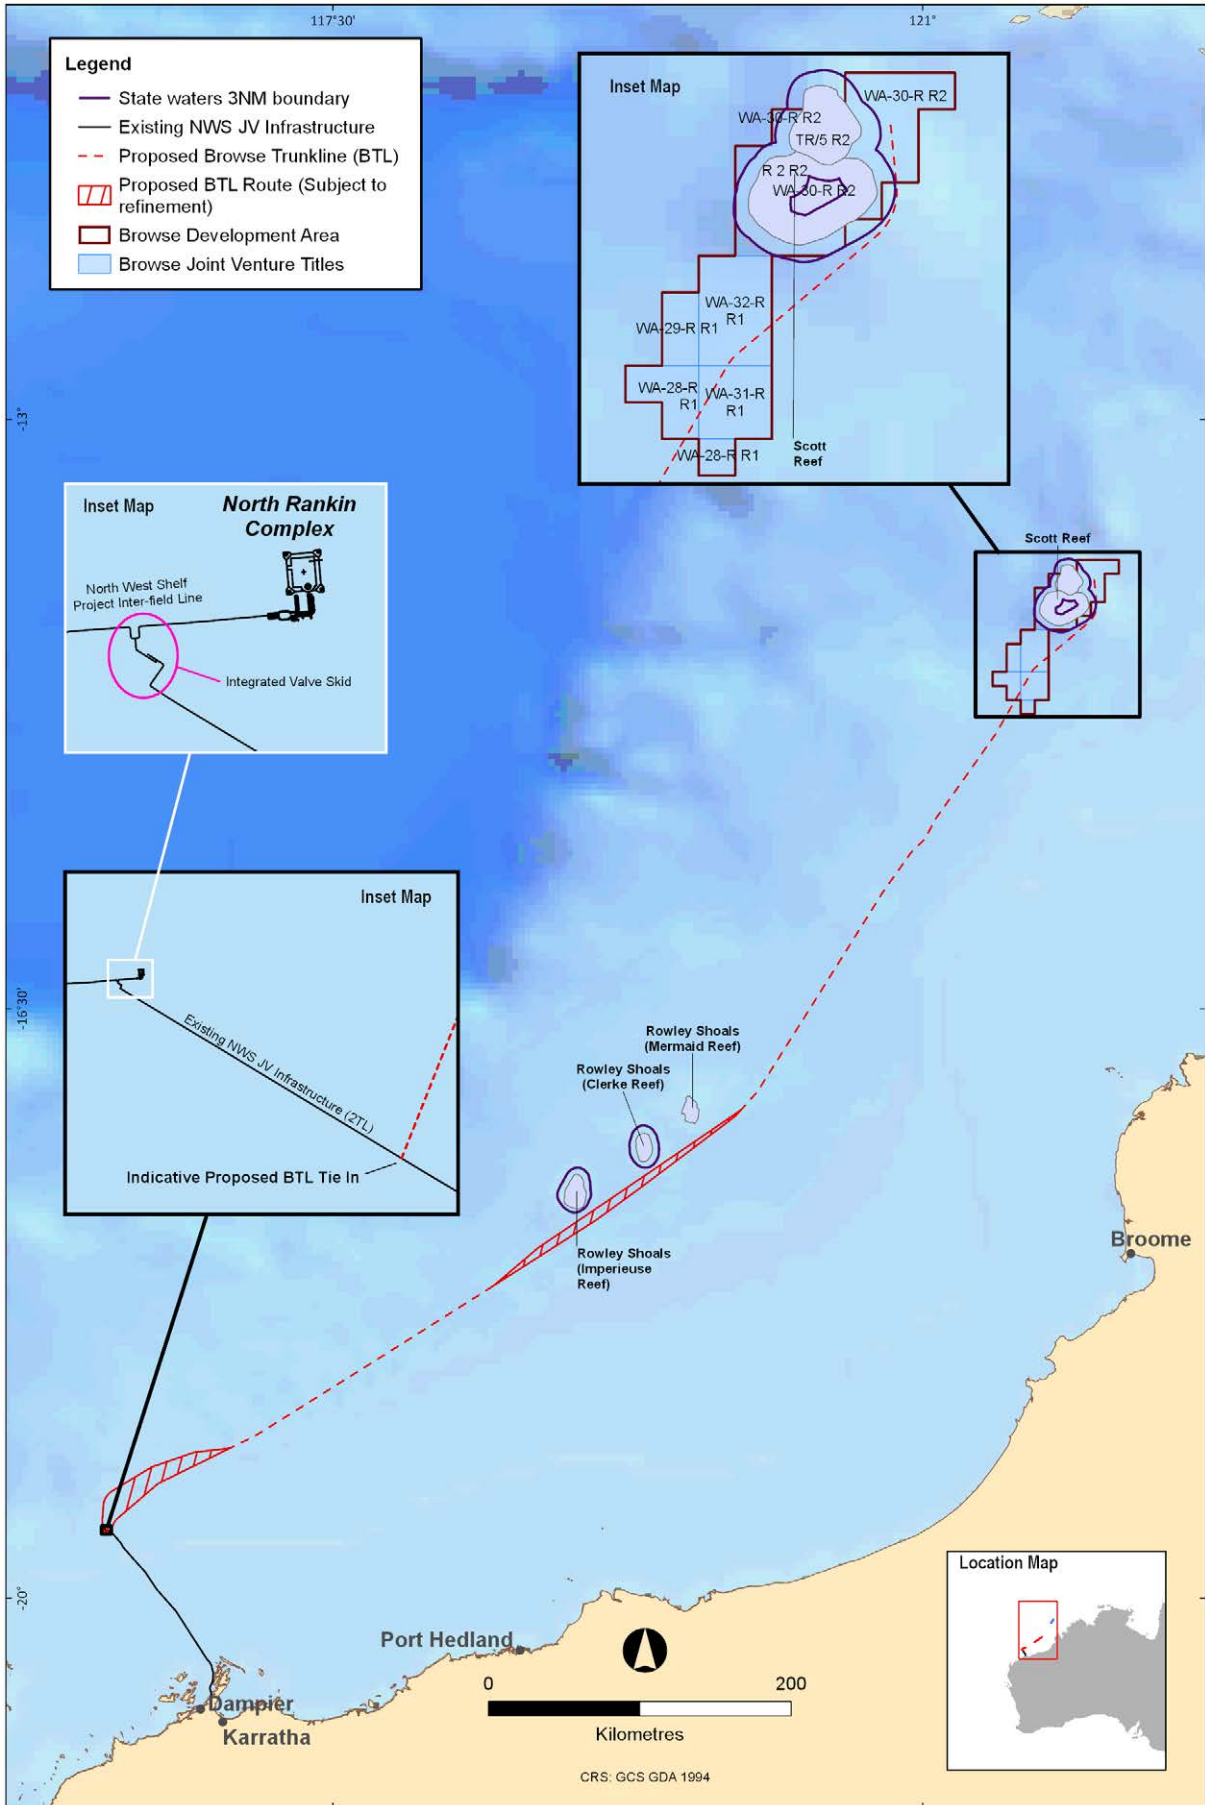 117°30'
121°
Legend
State waters 3NM boundary
Existing NWS JV Infrastructure
Proposed Browse Trunkline (BTL)
Proposed BTL Route (Subject to
refinement)
Browse Development Area
Browse Joint Venture Titles
Inset Map
WA-30-R R2
WA-30-R R2
TR/5 R2
R 2 R2
WA-30-R R2
WA-32-R
R1
WA-29-R R1
WA-28-R
R1
WA-31-R
R1
WA-28-R R1
Scott
Reef
-13°
Inset Map
North Rankin
Complex
North West Shelf
Project Inter-field Line
Integrated Valve Skid
Scott Reef
Inset Map
Existing NWS JV Infrastructure (2TL)
Indicative Proposed BTL Tie In
-16°30'
Rowley Shoals
(Mermaid Reef)
Rowley Shoals
(Clerke Reef)
Rowley Shoals
(Imperieuse
Reef)
Broome
-20°
Port Hedland
Dampier
Karratha
0
200
Kilometres
CRS: GCS GDA 1994
Location Map